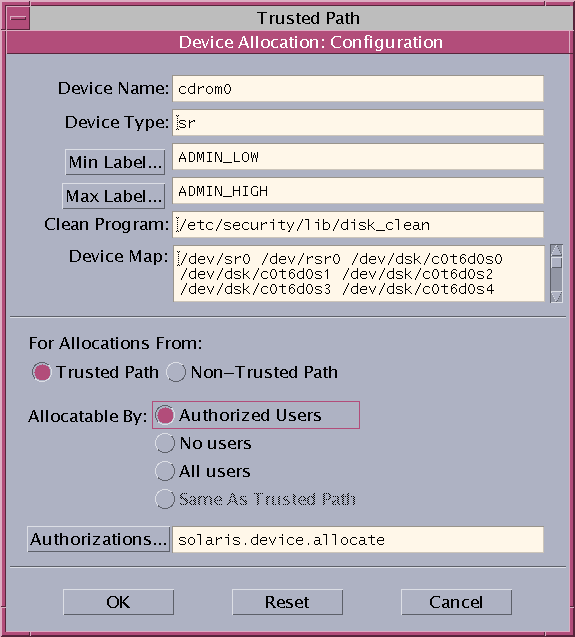 Trusted Path
Device Allocation: Configuration
Device Name: cdrom0
Device Type: sr
Min Label... ADMIN_LOW
Max Label... ADMIN_HIGH
Clean Program: /etc/security/lib/disk_clean
Device Map: /dev/sr0 /dev/rsr0 /dev/dsk/c0t6d0s0
/dev/dsk/c0t6d0s1 /dev/dsk/c0t6d0s2
/dev/dsk/c0t6d0s3 /dev/dsk/c0t6d0s4
For Allocations From:
Trusted Path Non-Trusted Path
Allocatable By: Authorized Users
No users
All users
Same As Trusted Path
Authorizations... solaris.device.allocate
OK Reset Cancel